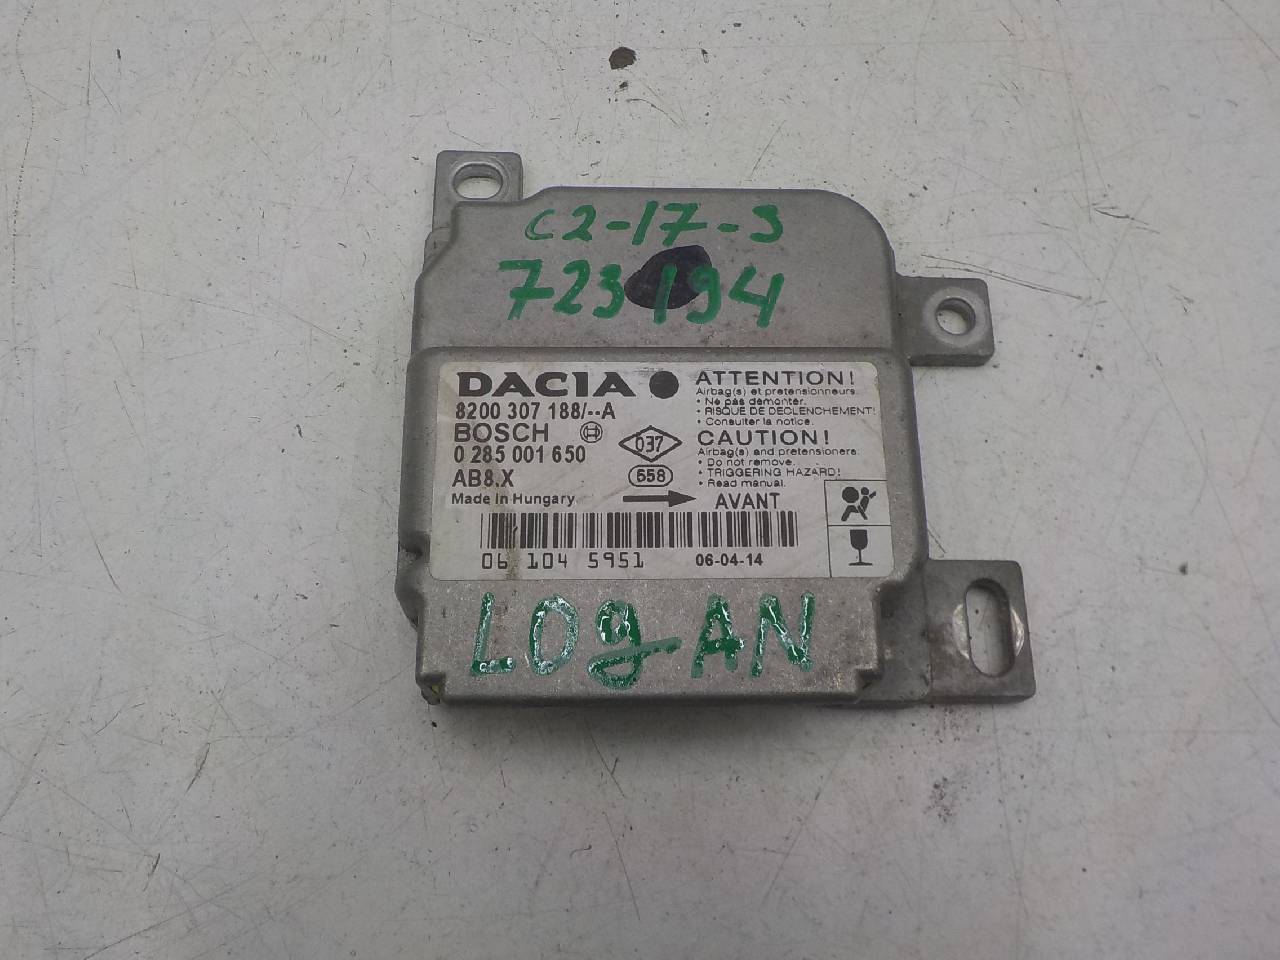 C2-17-3
723194
DACIA
8200 307 188/--A
BOSCH
0 285 001 650
AB8.X
Made in Hungary
037
558
ATTENTION!
Airbag(s) et pretensionneurs.
• Ne pas demonter.
• RISQUE DE DECLENCHEMENT!
• Consulter la notice.
CAUTION!
Airbag(s) and pretensioners.
• Do not remove.
• TRIGGERING HAZARD!
• Read manual.
AVANT
06 104 5951
06-04-14
LOgAN